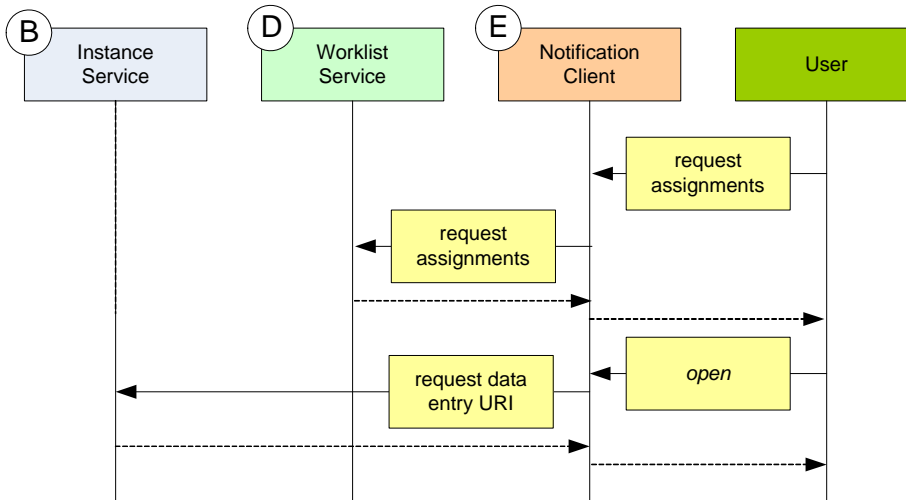 B
Instance
Service
D
Worklist
Service
E
Notification
Client
User
request
assignments
request
assignments
open
request data
entry URI